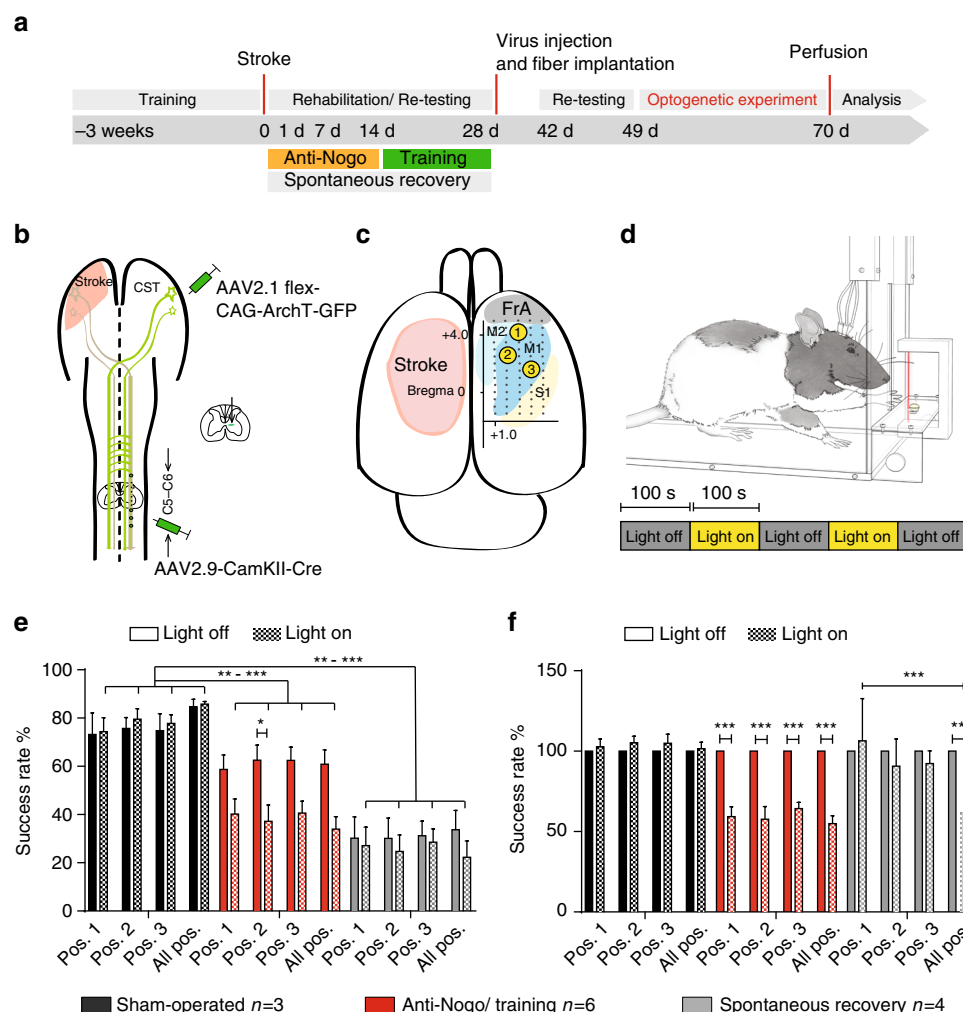 a
Stroke
Virus injection
and fiber implantation
Perfusion
Training
Rehabilitation/ Re-testing
Re-testing
Optogenetic experiment
Analysis
–3 weeks 0 1 d 7 d 14 d 28 d 42 d 49 d 70 d
Anti-Nogo Training
Spontaneous recovery
b
Stroke
CST
AAV2.1 flex-
CAG-ArchT-GFP
C5–C6
AAV2.9-CamKII-Cre
c
FrA
+4.0
M2 1
M1
2
3
Stroke
Bregma 0
S1
+1.0
d
100 s 100 s
Light off Light on Light off Light on Light off
e
Light off Light on
** - ***
** - ***
*
Success rate %
100
80
60
40
20
0
Pos. 1 Pos. 2 Pos. 3 All pos. Pos. 1 Pos. 2 Pos. 3 All pos. Pos. 1 Pos. 2 Pos. 3 All pos.
f
Light off Light on
***
*** *** *** *** **
Success rate %
150
100
50
0
Pos. 1 Pos. 2 Pos. 3 All pos. Pos. 1 Pos. 2 Pos. 3 All pos. Pos. 1 Pos. 2 Pos. 3 All pos.
Sham-operated n=3 Anti-Nogo/ training n=6 Spontaneous recovery n=4